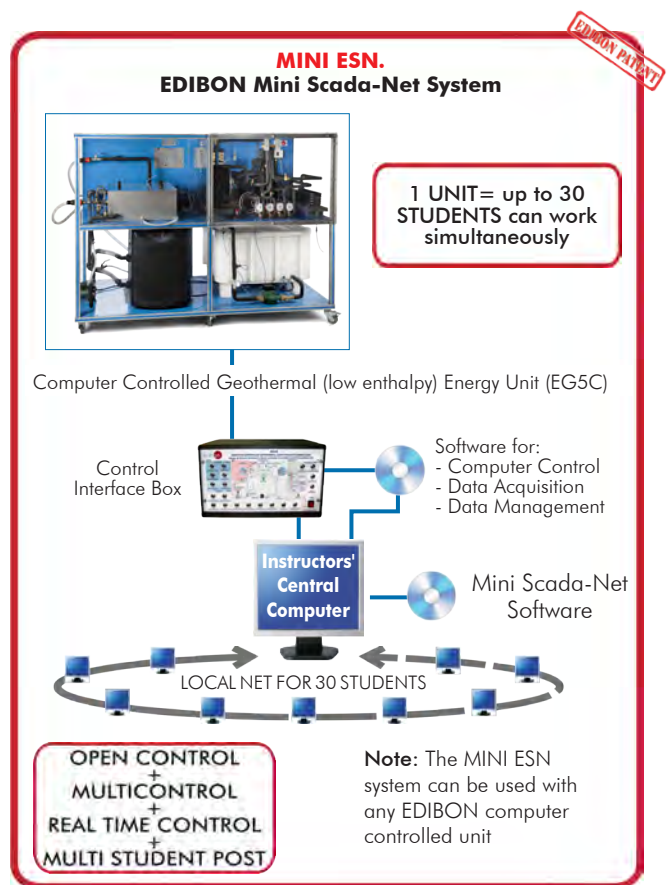 EDIBON PATENT
MINI ESN.
EDIBON Mini Scada-Net System
1 UNIT= up to 30
STUDENTS can work
simultaneously
Computer Controlled Geothermal (low enthalpy) Energy Unit (EG5C)
Control
Interface Box
Software for:
- Computer Control
- Data Acquisition
- Data Management
Instructors'
Central
Computer
Mini Scada-Net
Software
LOCAL NET FOR 30 STUDENTS
OPEN CONTROL
+
MULTICONTROL
+
REAL TIME CONTROL
+
MULTI STUDENT POST
Note: The MINI ESN
system can be used with
any EDIBON computer
controlled unit